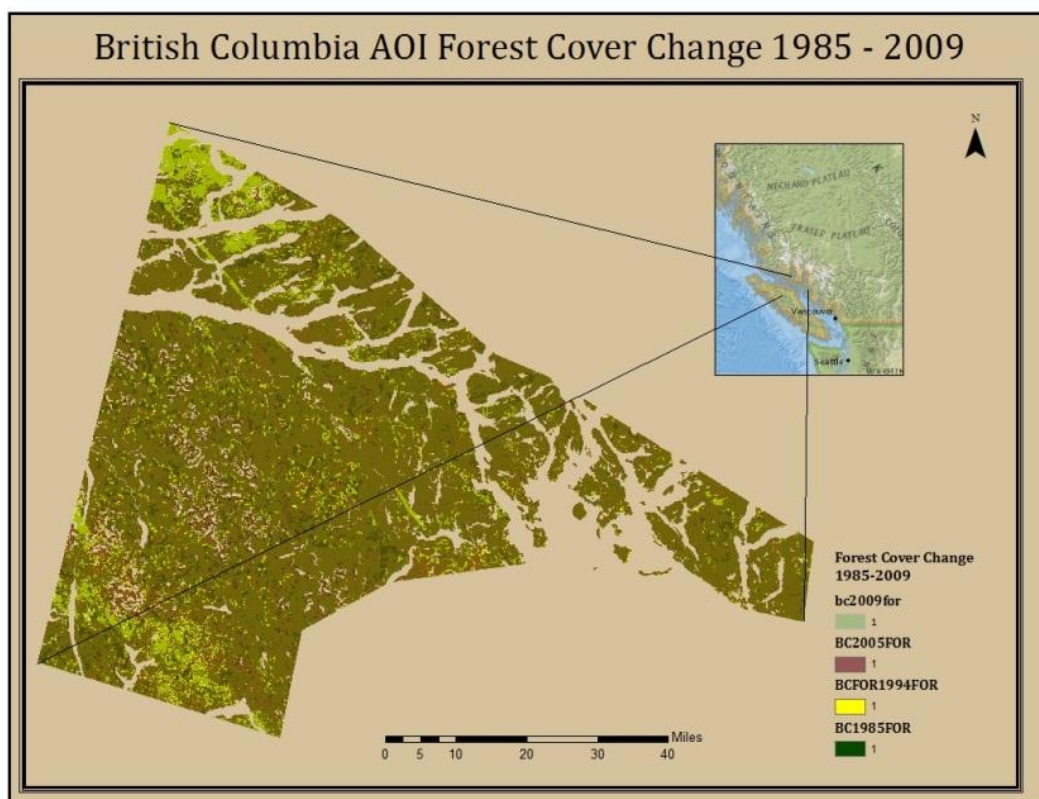 British Columbia AOI Forest Cover Change 1985 - 2009
N
NECHARD PLATEAU
FRASER PLATEAU
Vancouver
Seattle
Forest Cover Change
1985-2009
bc2009for
1
BC2005FOR
1
BCFOR1994FOR
1
BC1985FOR
1
Miles
0 5 10 20 30 40